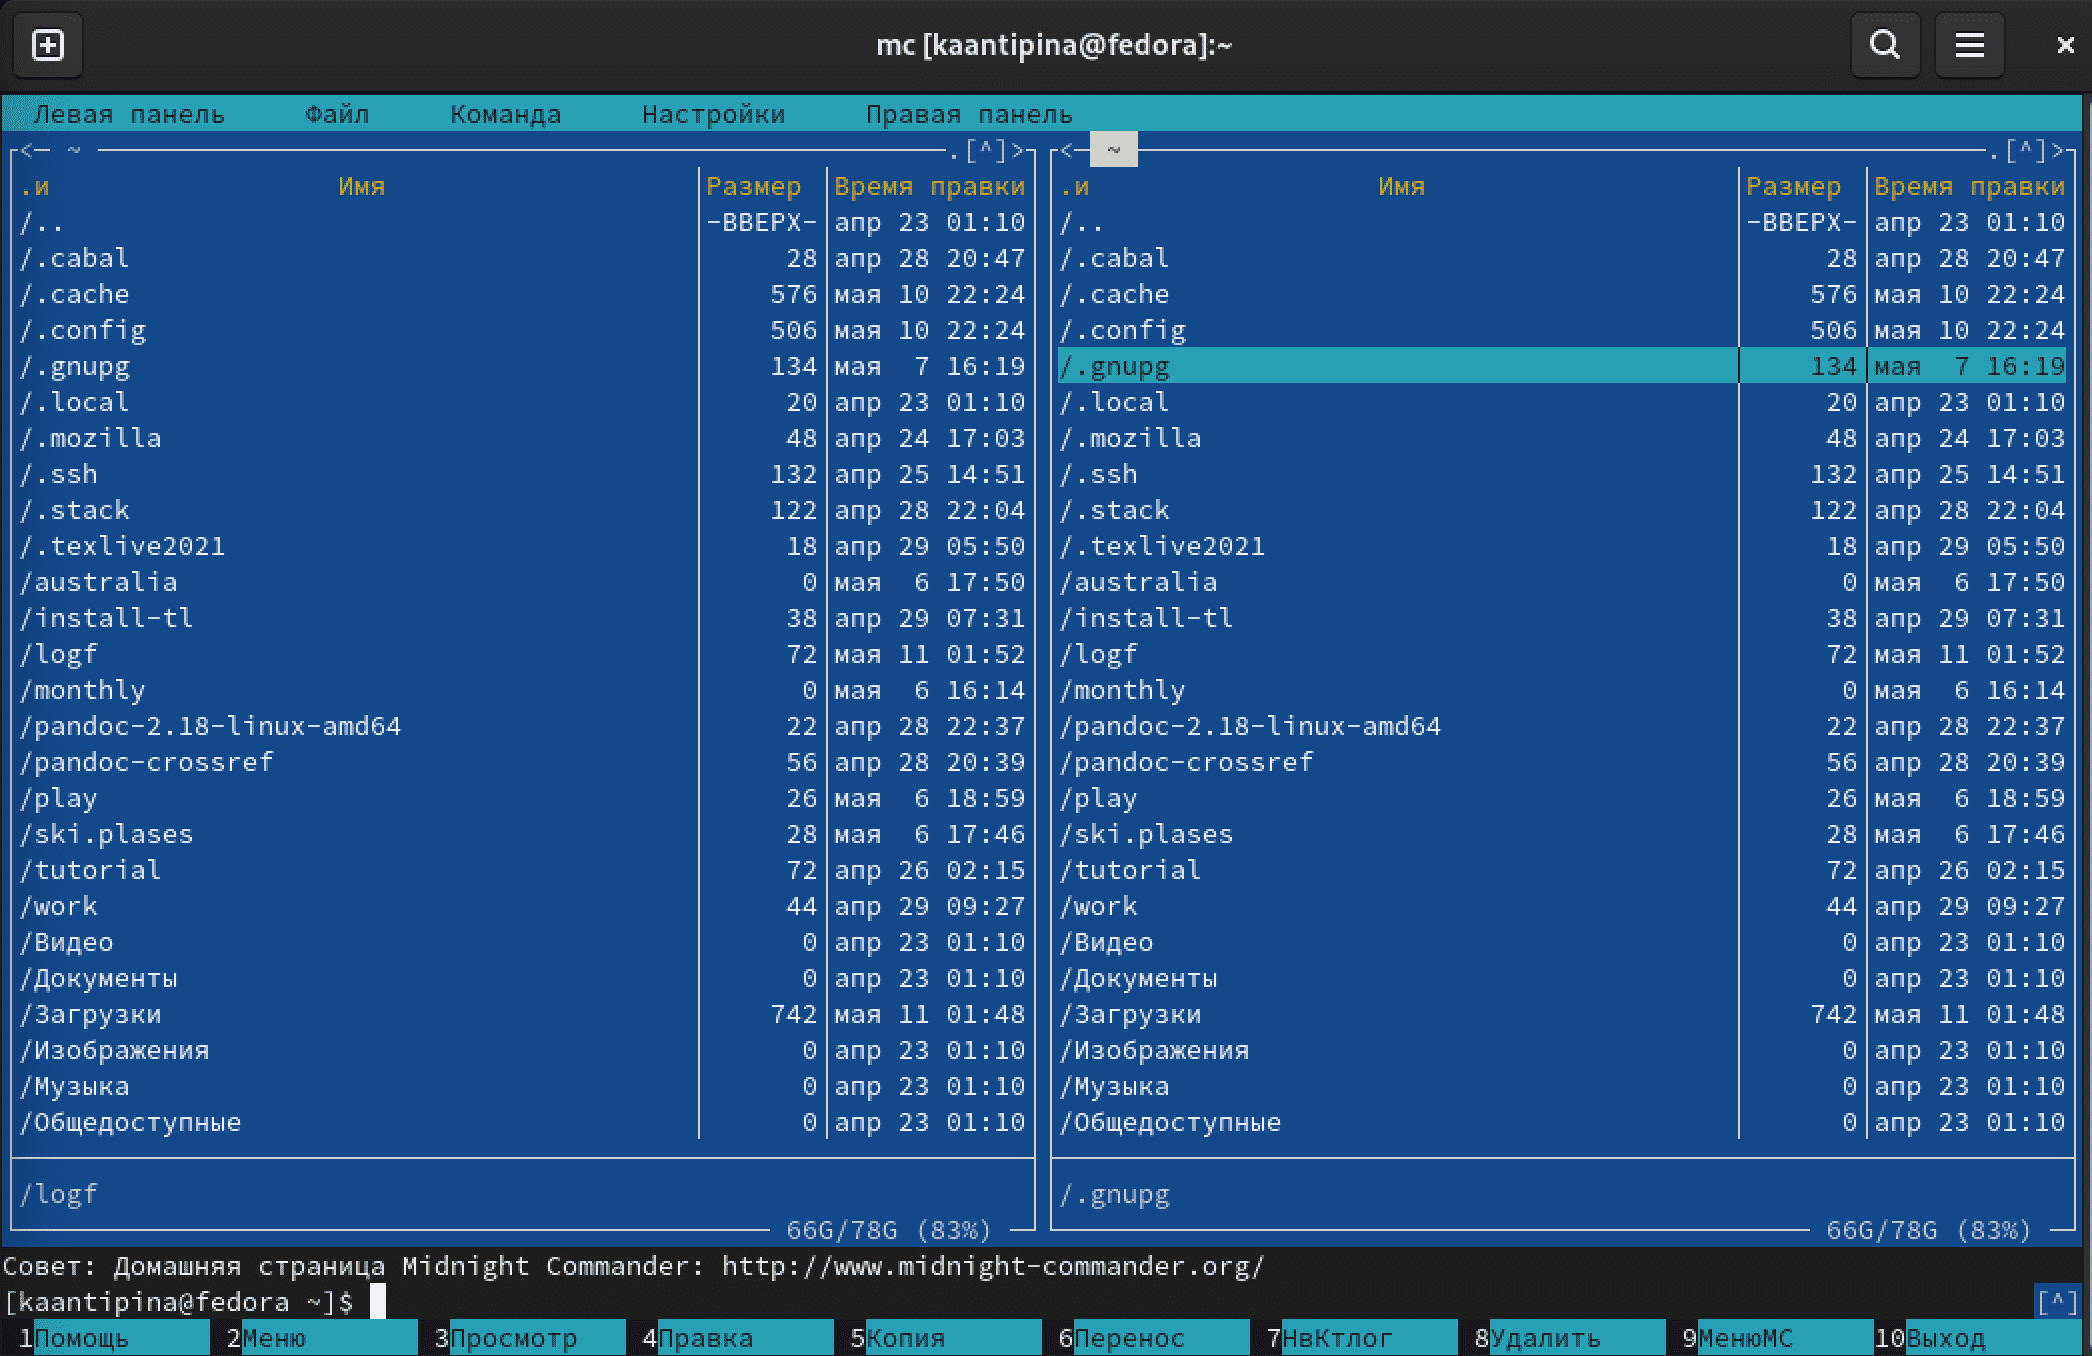 mc [kaantipina@fedora]:~
Левая панель Файл Команда Настройки Правая панель
<─ ~ .[^]> <─ ~ .[^]>
.и Имя Размер Время правки .и Имя Размер Время правки
/.. -ВВЕРХ- апр 23 01:10 /.. -ВВЕРХ- апр 23 01:10
/.cabal 28 апр 28 20:47 /.cabal 28 апр 28 20:47
/.cache 576 мая 10 22:24 /.cache 576 мая 10 22:24
/.config 506 мая 10 22:24 /.config 506 мая 10 22:24
/.gnupg 134 мая 7 16:19 /.gnupg 134 мая 7 16:19
/.local 20 апр 23 01:10 /.local 20 апр 23 01:10
/.mozilla 48 апр 24 17:03 /.mozilla 48 апр 24 17:03
/.ssh 132 апр 25 14:51 /.ssh 132 апр 25 14:51
/.stack 122 апр 28 22:04 /.stack 122 апр 28 22:04
/.texlive2021 18 апр 29 05:50 /.texlive2021 18 апр 29 05:50
/australia 0 мая 6 17:50 /australia 0 мая 6 17:50
/install-tl 38 апр 29 07:31 /install-tl 38 апр 29 07:31
/logf 72 мая 11 01:52 /logf 72 мая 11 01:52
/monthly 0 мая 6 16:14 /monthly 0 мая 6 16:14
/pandoc-2.18-linux-amd64 22 апр 28 22:37 /pandoc-2.18-linux-amd64 22 апр 28 22:37
/pandoc-crossref 56 апр 28 20:39 /pandoc-crossref 56 апр 28 20:39
/play 26 мая 6 18:59 /play 26 мая 6 18:59
/ski.plases 28 мая 6 17:46 /ski.plases 28 мая 6 17:46
/tutorial 72 апр 26 02:15 /tutorial 72 апр 26 02:15
/work 44 апр 29 09:27 /work 44 апр 29 09:27
/Видео 0 апр 23 01:10 /Видео 0 апр 23 01:10
/Документы 0 апр 23 01:10 /Документы 0 апр 23 01:10
/Загрузки 742 мая 11 01:48 /Загрузки 742 мая 11 01:48
/Изображения 0 апр 23 01:10 /Изображения 0 апр 23 01:10
/Музыка 0 апр 23 01:10 /Музыка 0 апр 23 01:10
/Общедоступные 0 апр 23 01:10 /Общедоступные 0 апр 23 01:10
/logf /.gnupg
66G/78G (83%) 66G/78G (83%)
Совет: Домашняя страница Midnight Commander: http://www.midnight-commander.org/
[kaantipina@fedora ~]$ [^]
1Помощь 2Меню 3Просмотр 4Правка 5Копия 6Перенос 7НвКтлог 8Удалить 9МенюМС 10Выход